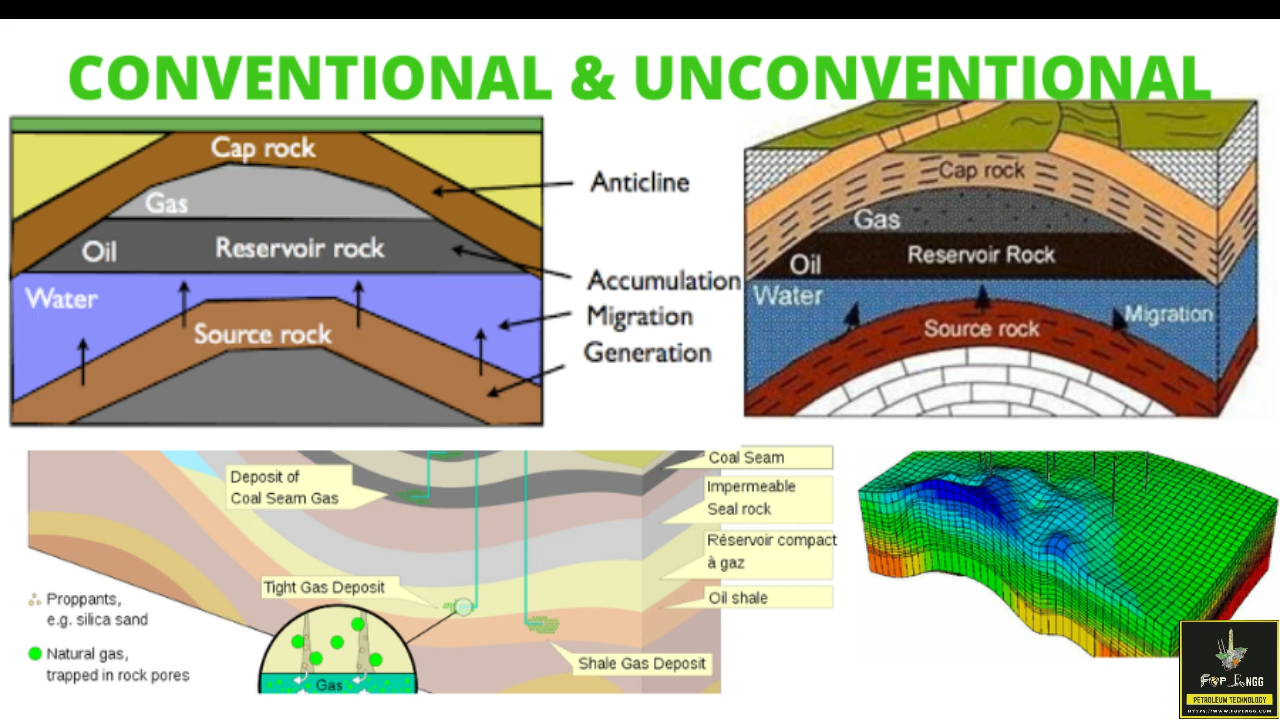 CONVENTIONAL & UNCONVENTIONAL
Cap rock
Gas
Oil
Reservoir rock
Water
Source rock
Anticline
Accumulation
Migration
Generation
Cap rock
Gas
Reservoir Rock
Oil
Water
Migration
Source rock
Deposit of
Coal Seam Gas
Tight Gas Deposit
Proppants,
e.g. silica sand
Natural gas,
trapped in rock pores
Gas
Shale Gas Deposit
Coal Seam
Impermeable
Seal rock
Réservoir compact
à gaz
Oil shale
PETROLEUM TECHNOLOGY